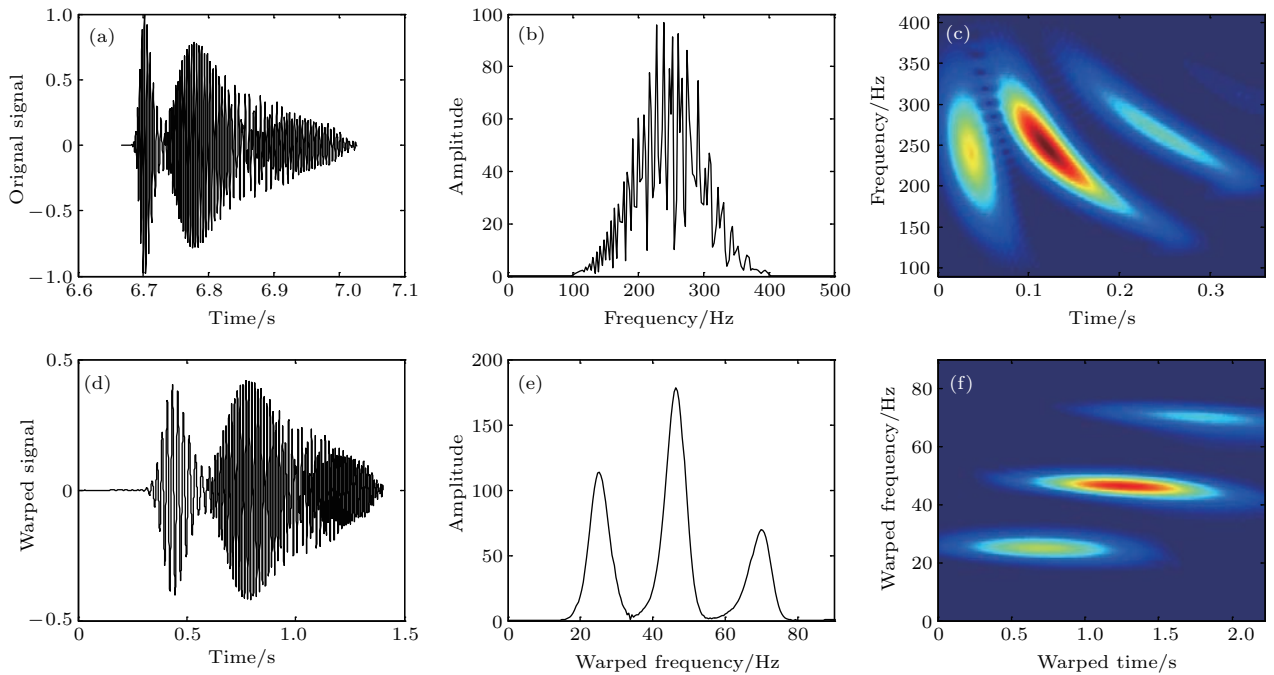 (a)
Orignal signal
1.0
0.5
0
−0.5
−1.0
6.6 6.7 6.8 6.9 7.0 7.1
Time/s
(b)
Amplitude
100
80
60
40
20
0
0 100 200 300 400 500
Frequency/Hz
(c)
Frequency/Hz
400
350
300
250
200
150
100
0 0.1 0.2 0.3
Time/s
(d)
Warped signal
0.5
0
−0.5
0 0.5 1.0 1.5
Time/s
(e)
Amplitude
200
150
100
50
0
0 20 40 60 80
Warped frequency/Hz
(f)
Warped frequency/Hz
80
60
40
20
0
0 0.5 1.0 1.5 2.0
Warped time/s